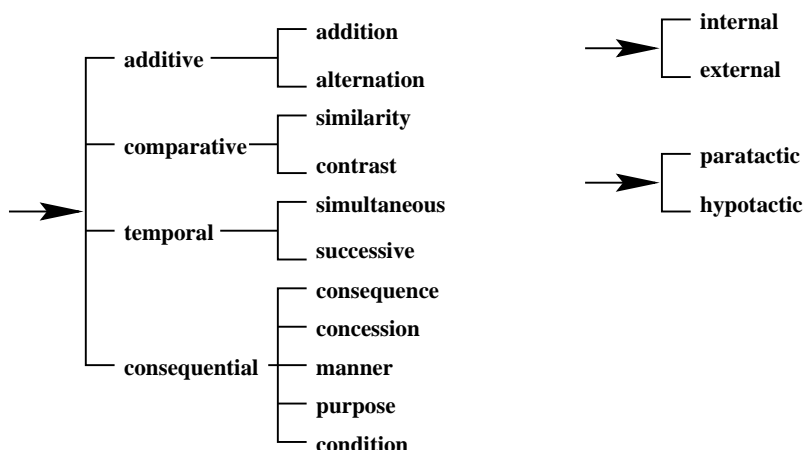 additive
addition
alternation
comparative
similarity
contrast
temporal
simultaneous
successive
consequential
consequence
concession
manner
purpose
condition
internal
external
paratactic
hypotactic